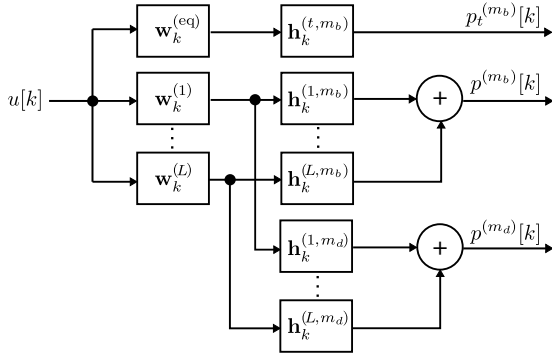 w_k^(eq) h_k^(t,m_b) p_t^(m_b)[k]
u[k] w_k^(1) h_k^(1,m_b) + p^(m_b)[k]
w_k^(L) h_k^(L,m_b)
h_k^(1,m_d) + p^(m_d)[k]
h_k^(L,m_d)